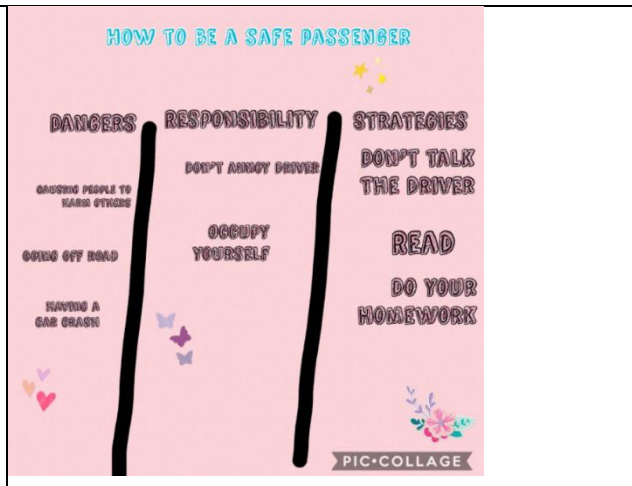 HOW TO BE A SAFE PASSENGER
DANGERS
CAUSING PEOPLE TO
HARM OTHERS
GOING OFF ROAD
HAVING A
CAR CRASH
RESPONSIBILITY
DON'T ANNOY DRIVER
OCCUPY
YOURSELF
STRATEGIES
DON'T TALK
THE DRIVER
READ
DO YOUR
HOMEWORK
PIC•COLLAGE